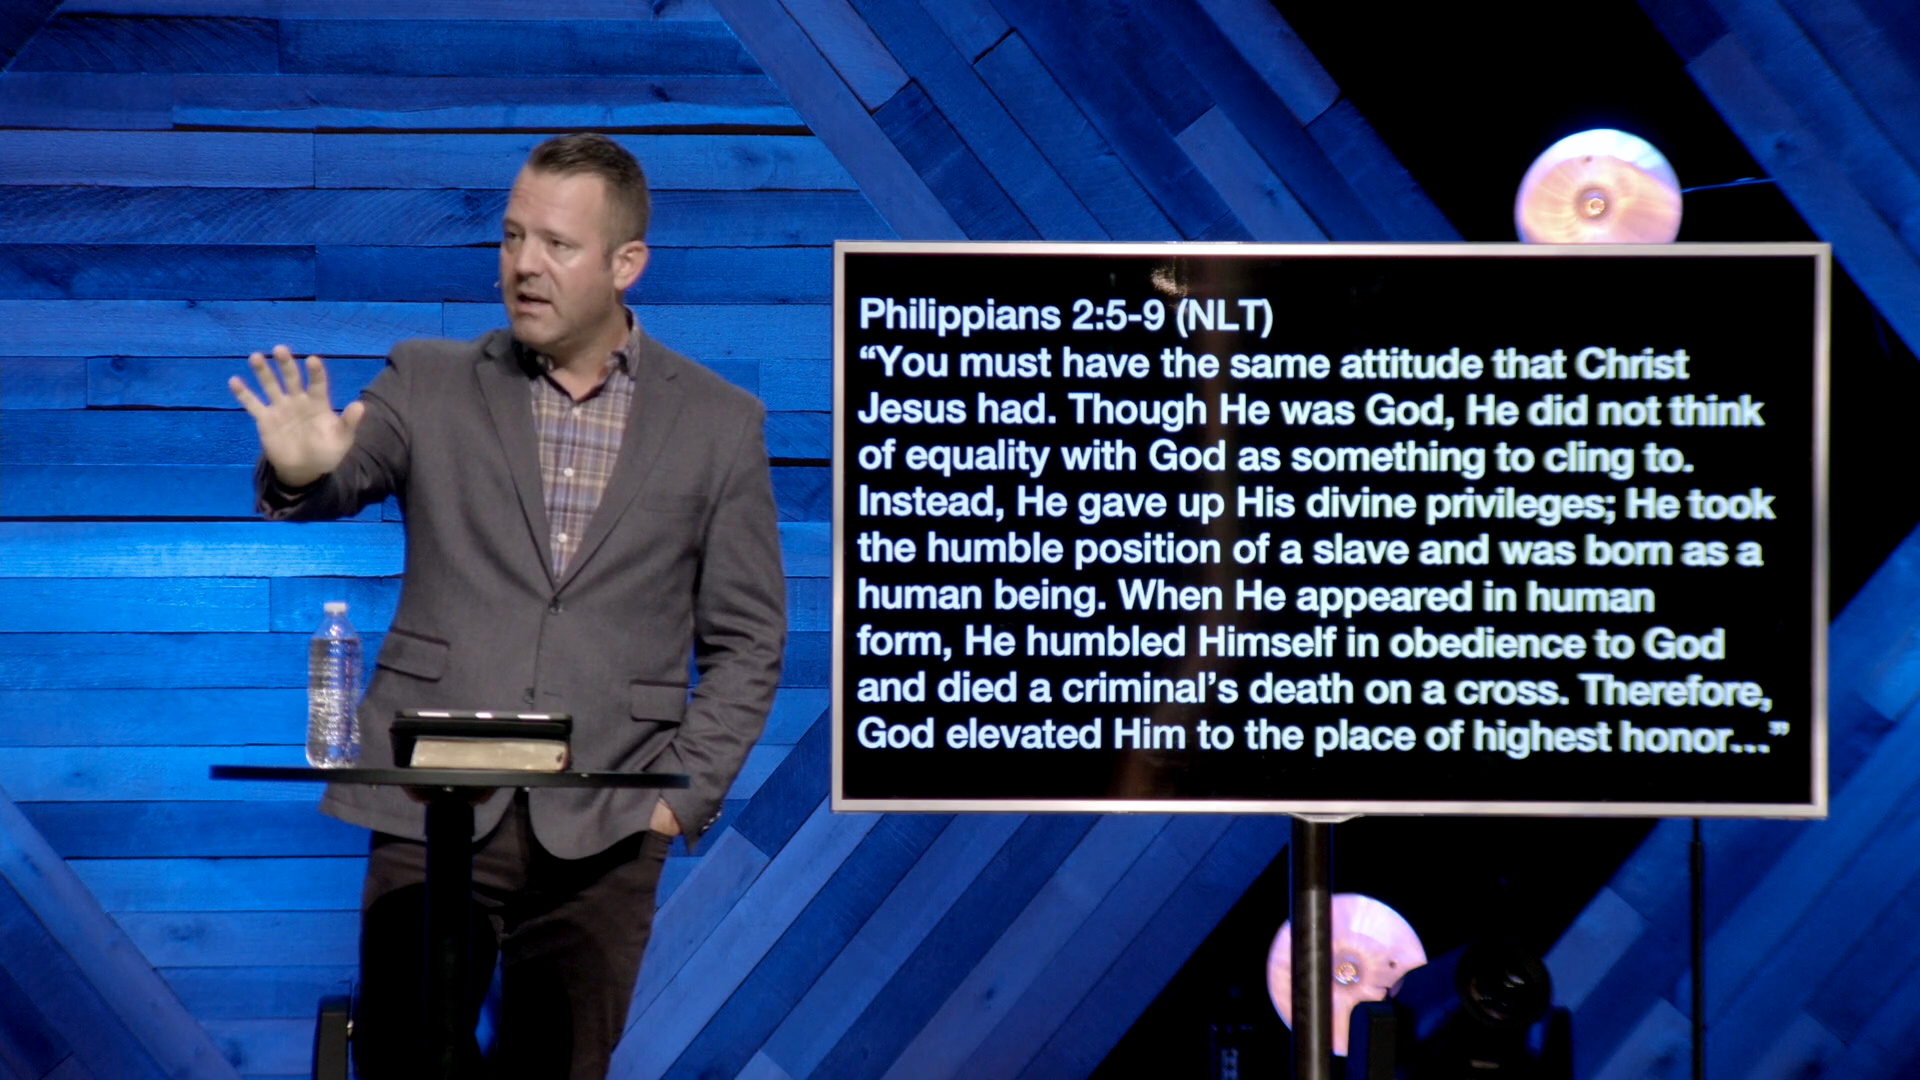 Philippians 2:5-9 (NLT)
“You must have the same attitude that Christ
Jesus had. Though He was God, He did not think
of equality with God as something to cling to.
Instead, He gave up His divine privileges; He took
the humble position of a slave and was born as a
human being. When He appeared in human
form, He humbled Himself in obedience to God
and died a criminal’s death on a cross. Therefore,
God elevated Him to the place of highest honor...”